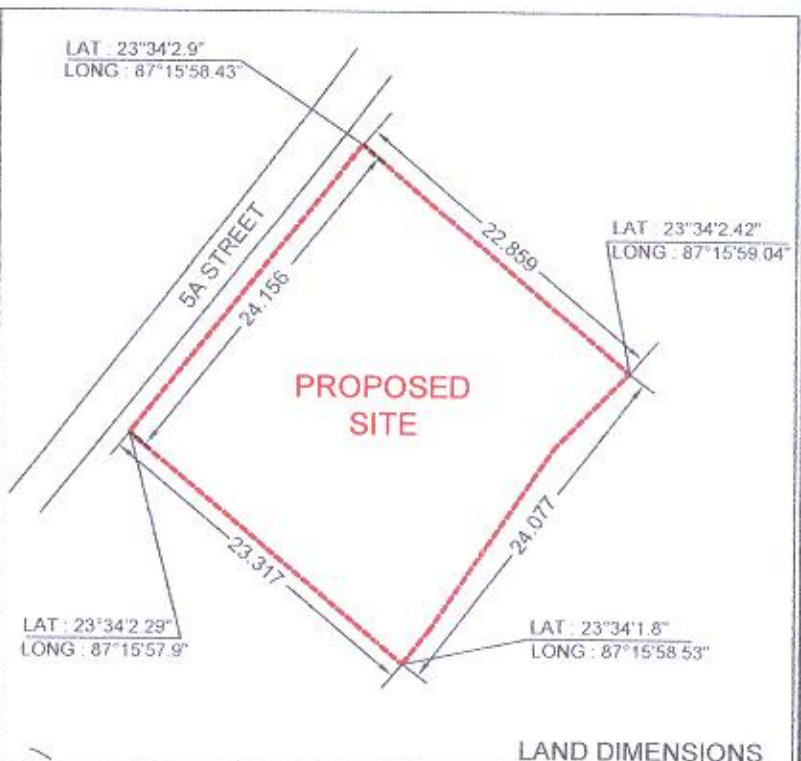 LAT : 23°34'2.9"
LONG : 87°15'58.43"
5A STREET
24.156
22.859
LAT : 23°34'2.42"
LONG : 87°15'59.04"
PROPOSED
SITE
24.077
23.317
LAT : 23°34'2.29"
LONG : 87°15'57.9"
LAT : 23°34'1.8"
LONG : 87°15'58.53"
LAND DIMENSIONS